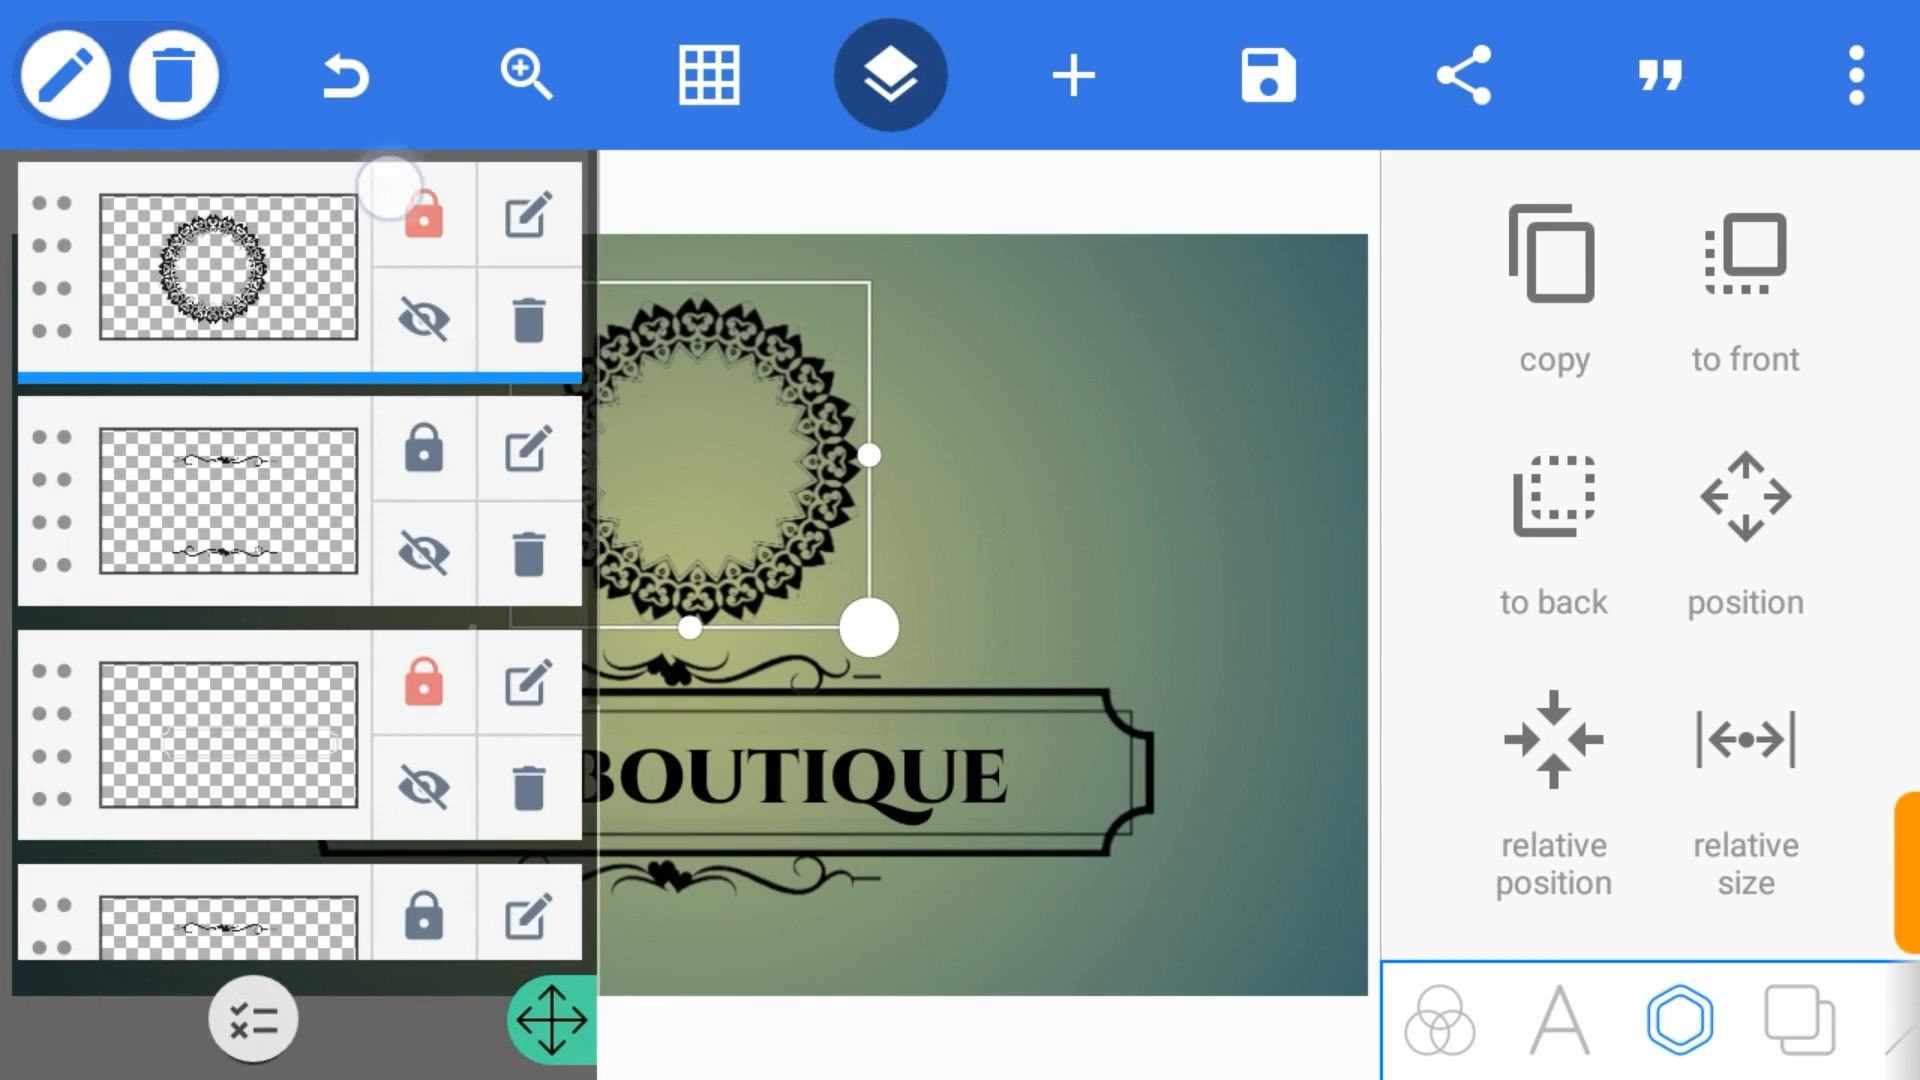 copy
to front
to back
position
relative
position
relative
size
BOUTIQUE